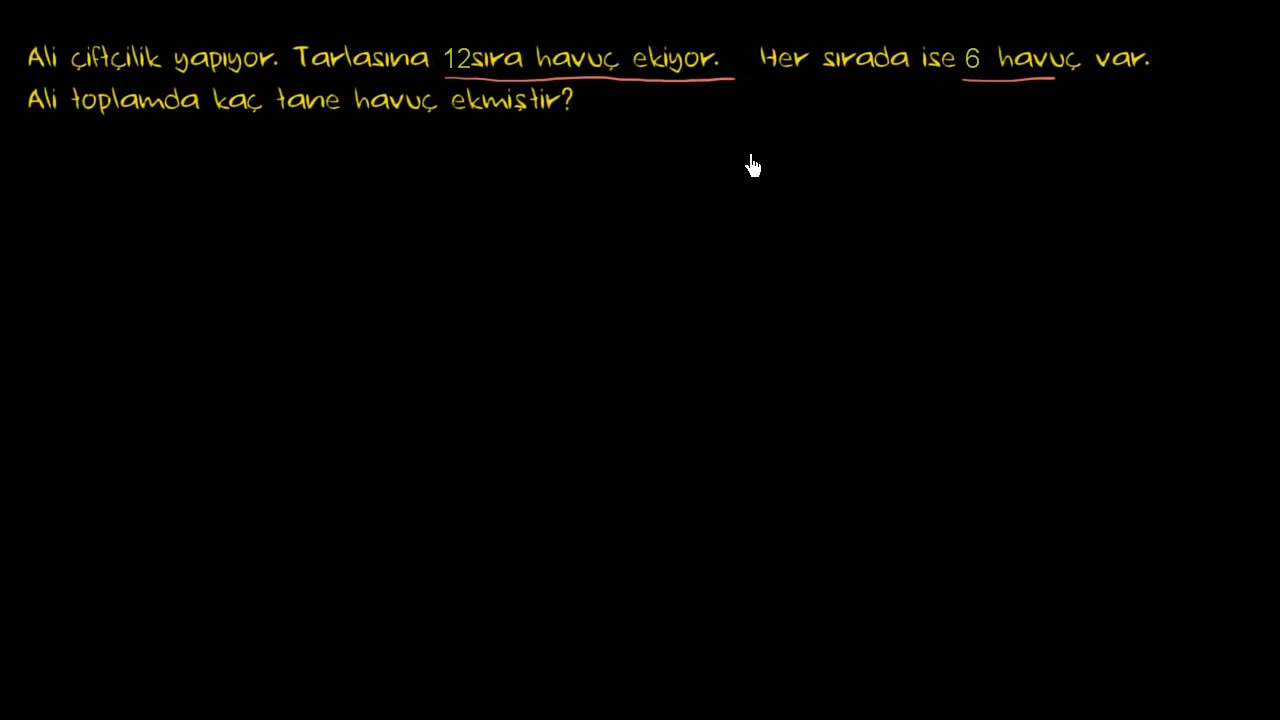 Ali çiftçilik yapıyor. Tarlasına 12sıra havuç ekiyor. Her sırada ise 6 havuç var.
Ali toplamda kaç tane havuç ekmiştir?